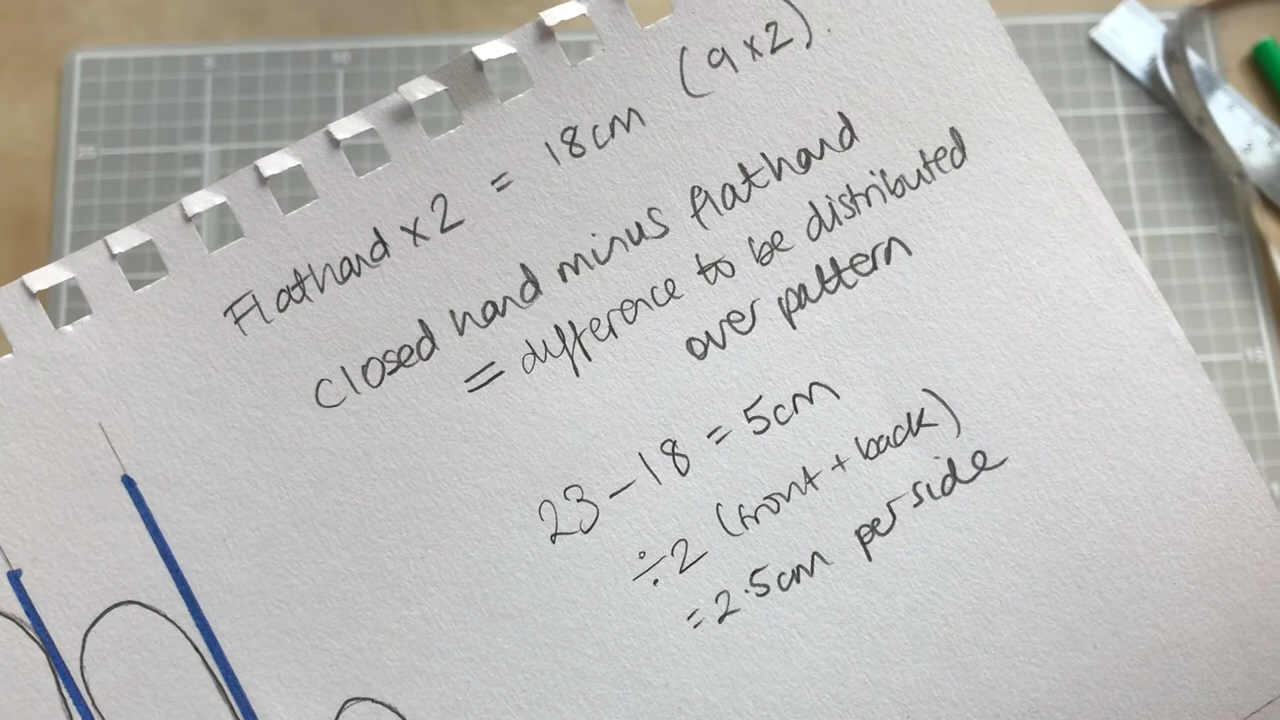 Flathand x 2 = 18cm (9x2).
Closed hand minus flathand
= difference to be distributed
over pattern
23 - 18 = 5cm
÷2 (front + back)
= 2.5cm per side